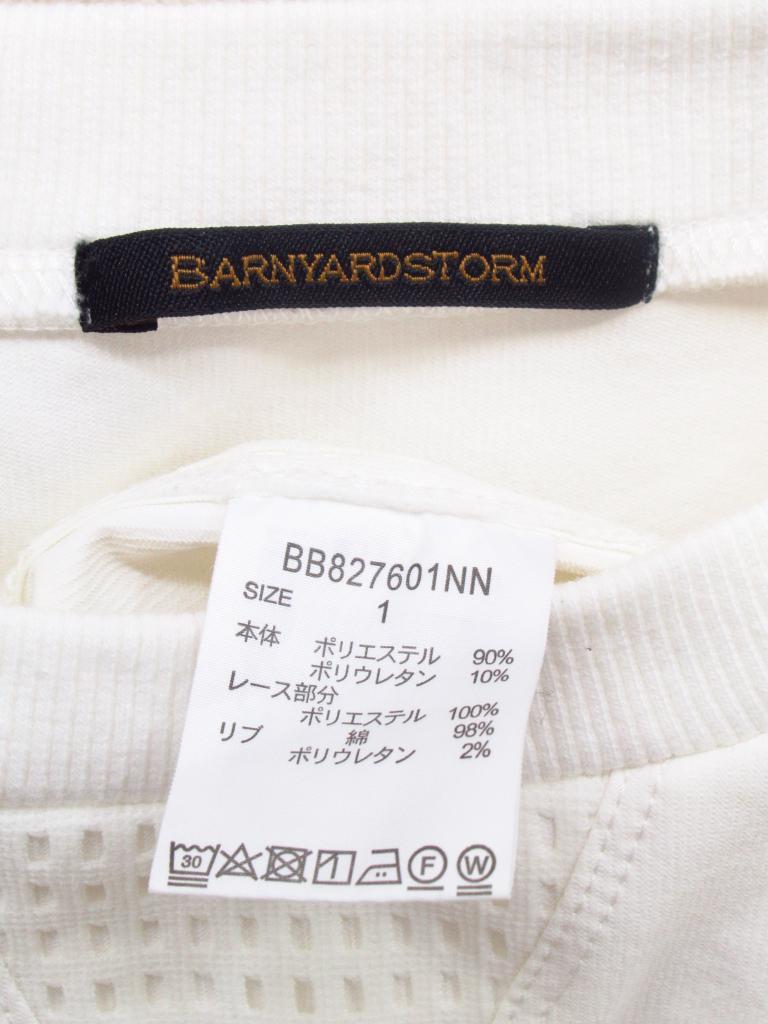 BARNYARDSTORM
BB827601NN
SIZE 1
本体 ポリエステル 90%
ポリウレタン 10%
レース部分
ポリエステル 100%
リブ 綿 98%
ポリウレタン 2%
30 F W